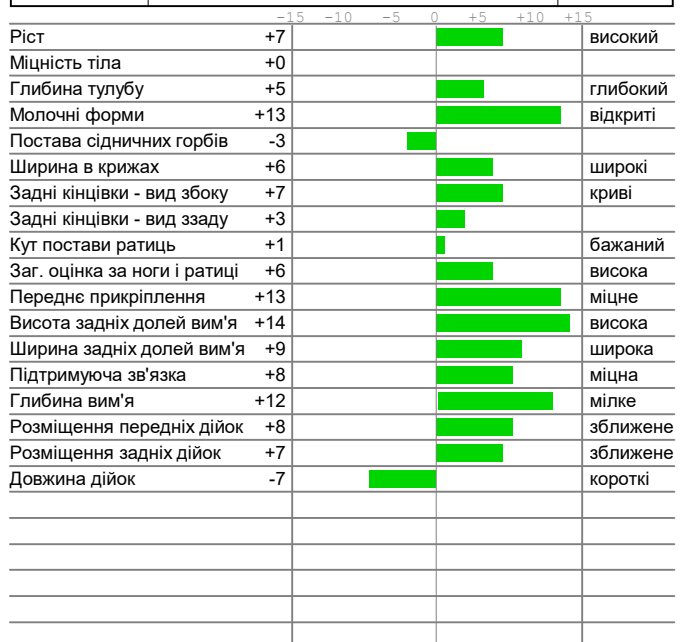 -15 -10 -5 0 +5 +10 +15
Ріст +7 високий
Міцність тіла +0
Глибина тулубу +5 глибокий
Молочні форми +13 відкриті
Постава сідничних горбів -3
Ширина в крижах +6 широкі
Задні кінцівки - вид збоку +7 криві
Задні кінцівки - вид ззаду +3
Кут постави ратиць +1 бажаний
Заг. оцінка за ноги і ратиці +6 висока
Переднє прикріплення +13 міцне
Висота задніх долей вим'я +14 висока
Ширина задніх долей вим'я +9 широка
Підтримуюча зв'язка +8 міцна
Глибина вим'я +12 мілке
Розміщення передніх дійок +8 зближене
Розміщення задніх дійок +7 зближене
Довжина дійок -7 короткі